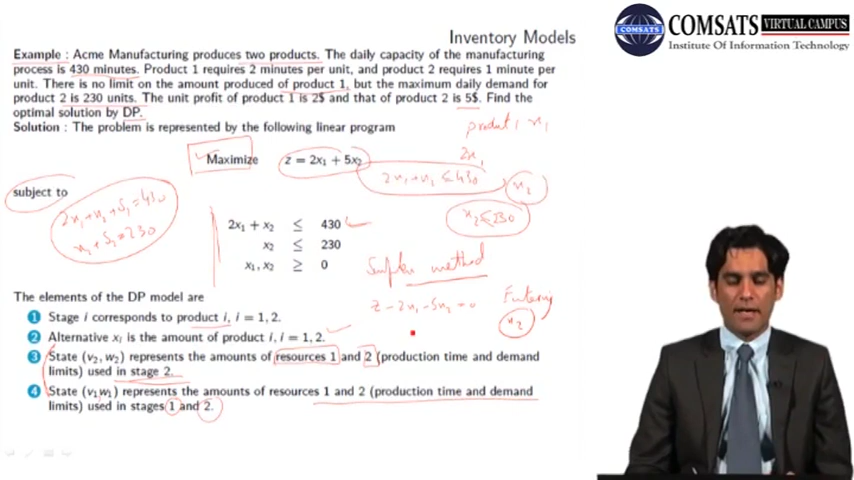 Inventory Models
COMSATS VIRTUAL CAMPUS
Institute Of Information Technology
Example : Acme Manufacturing produces two products. The daily capacity of the manufacturing
process is 430 minutes. Product 1 requires 2 minutes per unit, and product 2 requires 1 minute per
unit. There is no limit on the amount produced of product 1, but the maximum daily demand for
product 2 is 230 units. The unit profit of product 1 is 2$ and that of product 2 is 5$. Find the
optimal solution by DP.
Solution : The problem is represented by the following linear program
product 1 x₁
2x₁
Maximize z = 2x₁ + 5x₂
2x₁ + x₂ ≤ 430
x₂
subject to
x₂ ≤ 230
2x₁ + x₂ + S₁ = 430
x₂ + S₂ = 230
2x₁ + x₂ ≤ 430
x₂ ≤ 230
x₁, x₂ ≥ 0
Simplex method
z - 2x₁ - 5x₂ = 0
Entering
x₂
The elements of the DP model are
1 Stage i corresponds to product i, i = 1, 2.
2 Alternative xᵢ is the amount of product i, i = 1, 2.
3 State (v₂, w₂) represents the amounts of resources 1 and 2 (production time and demand
limits) used in stage 2.
4 State (v₁w₁) represents the amounts of resources 1 and 2 (production time and demand
limits) used in stages 1 and 2.